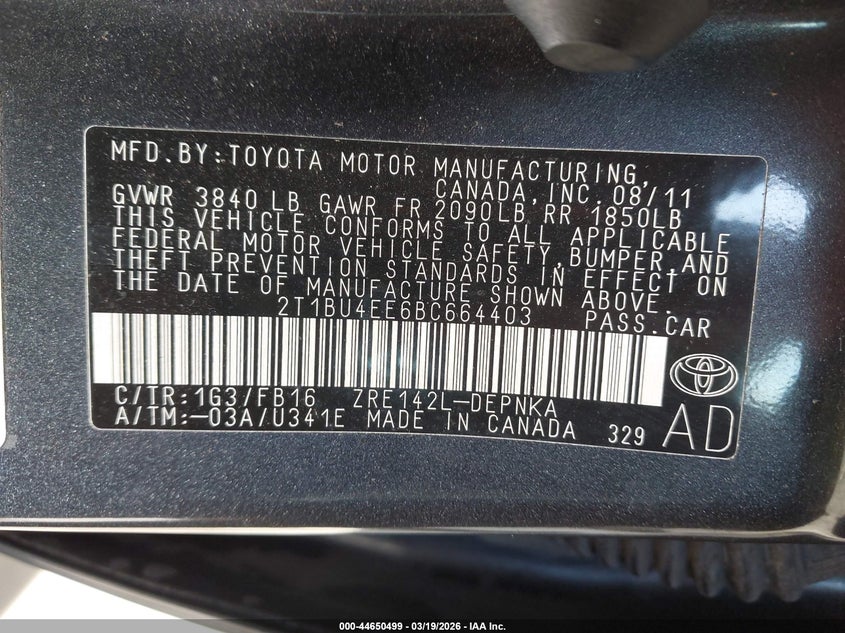 MFD.BY:TOYOTA MOTOR MANUFACTURING,
CANADA,INC. 08/11
GVWR 3840 LB GAWR FR 2090LB RR 1850LB
THIS VEHICLE CONFORMS TO ALL APPLICABLE
FEDERAL MOTOR VEHICLE SAFETY,BUMPER,AND
THEFT PREVENTION STANDARDS IN EFFECT ON
THE DATE OF MANUFACTURE SHOWN ABOVE.
2T1BU4EE6BC664403 PASS.CAR
C/TR:1G3/FB16 ZRE142L-DEPNKA
A/TM:-03A/U341E MADE IN CANADA 329 AD
000-44650499 — 03/19/2026 — IAA Inc.